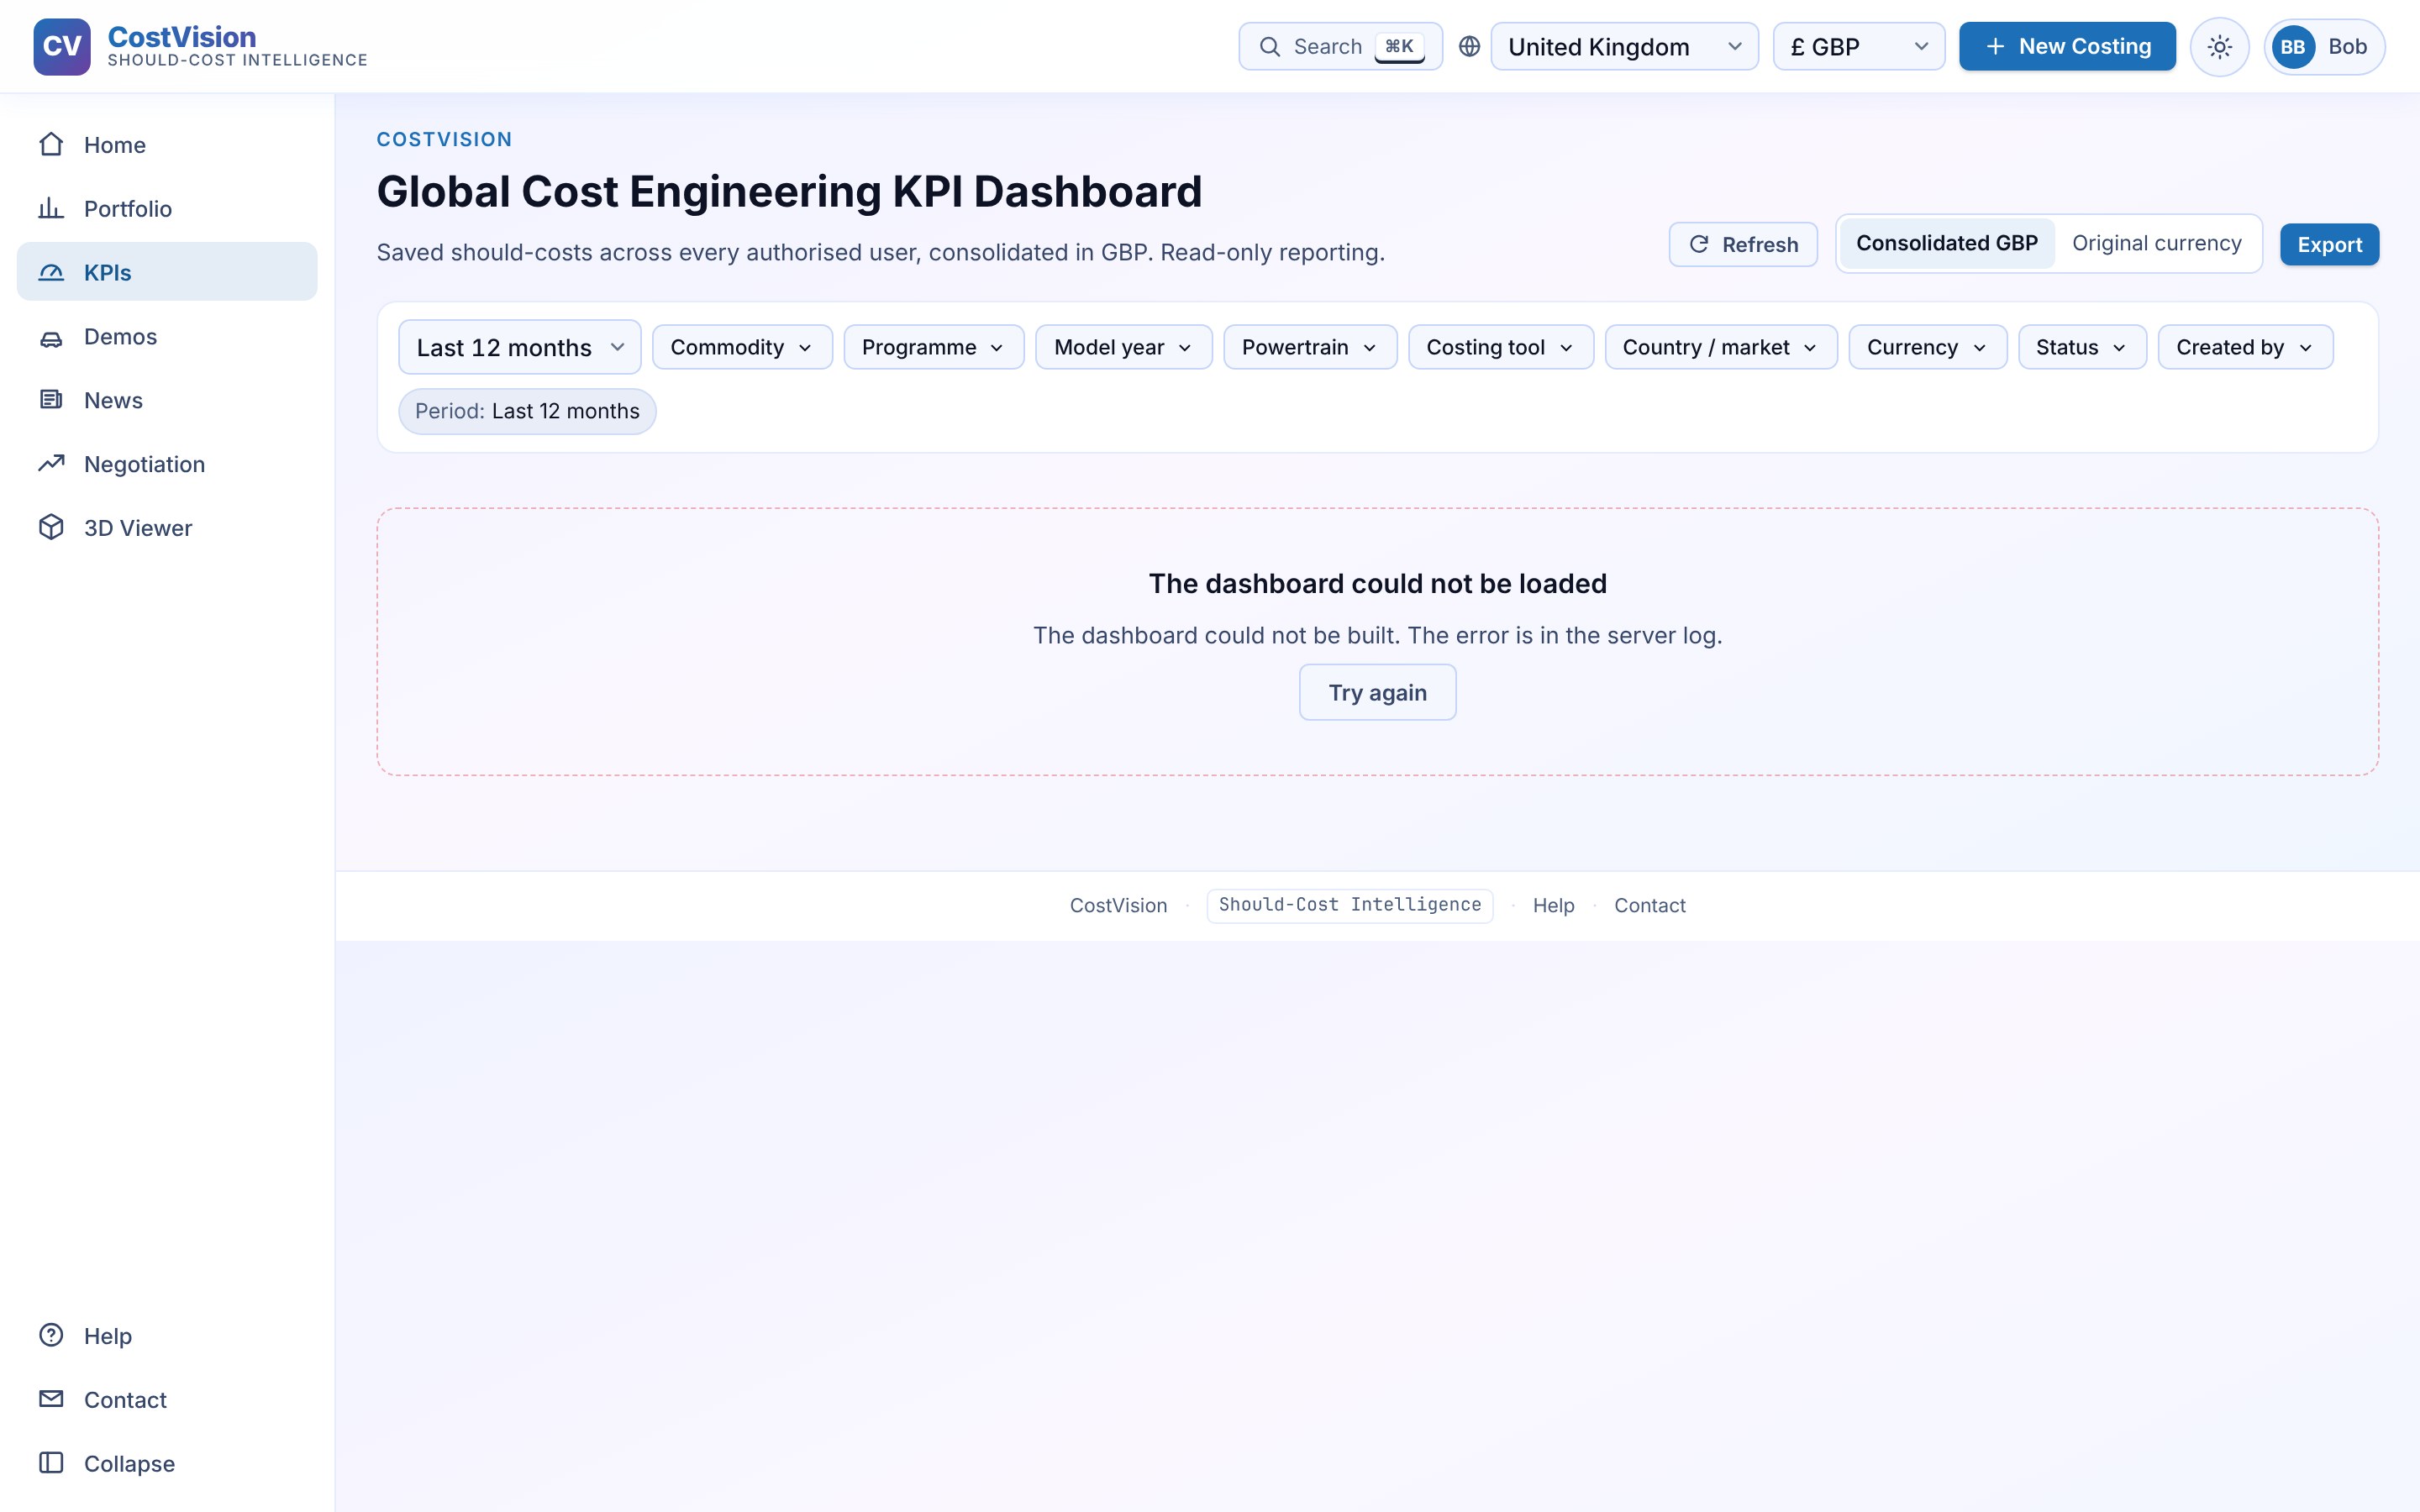 CV
CostVision
SHOULD-COST INTELLIGENCE
Search ⌘K
United Kingdom
£ GBP
+ New Costing
BB Bob
Home
Portfolio
KPIs
Demos
News
Negotiation
3D Viewer
Help
Contact
Collapse
COSTVISION
Global Cost Engineering KPI Dashboard
Saved should-costs across every authorised user, consolidated in GBP. Read-only reporting.
Refresh
Consolidated GBP Original currency
Export
Last 12 months Commodity Programme Model year Powertrain Costing tool Country / market Currency Status Created by
Period: Last 12 months
The dashboard could not be loaded
The dashboard could not be built. The error is in the server log.
Try again
CostVision · Should-Cost Intelligence · Help · Contact